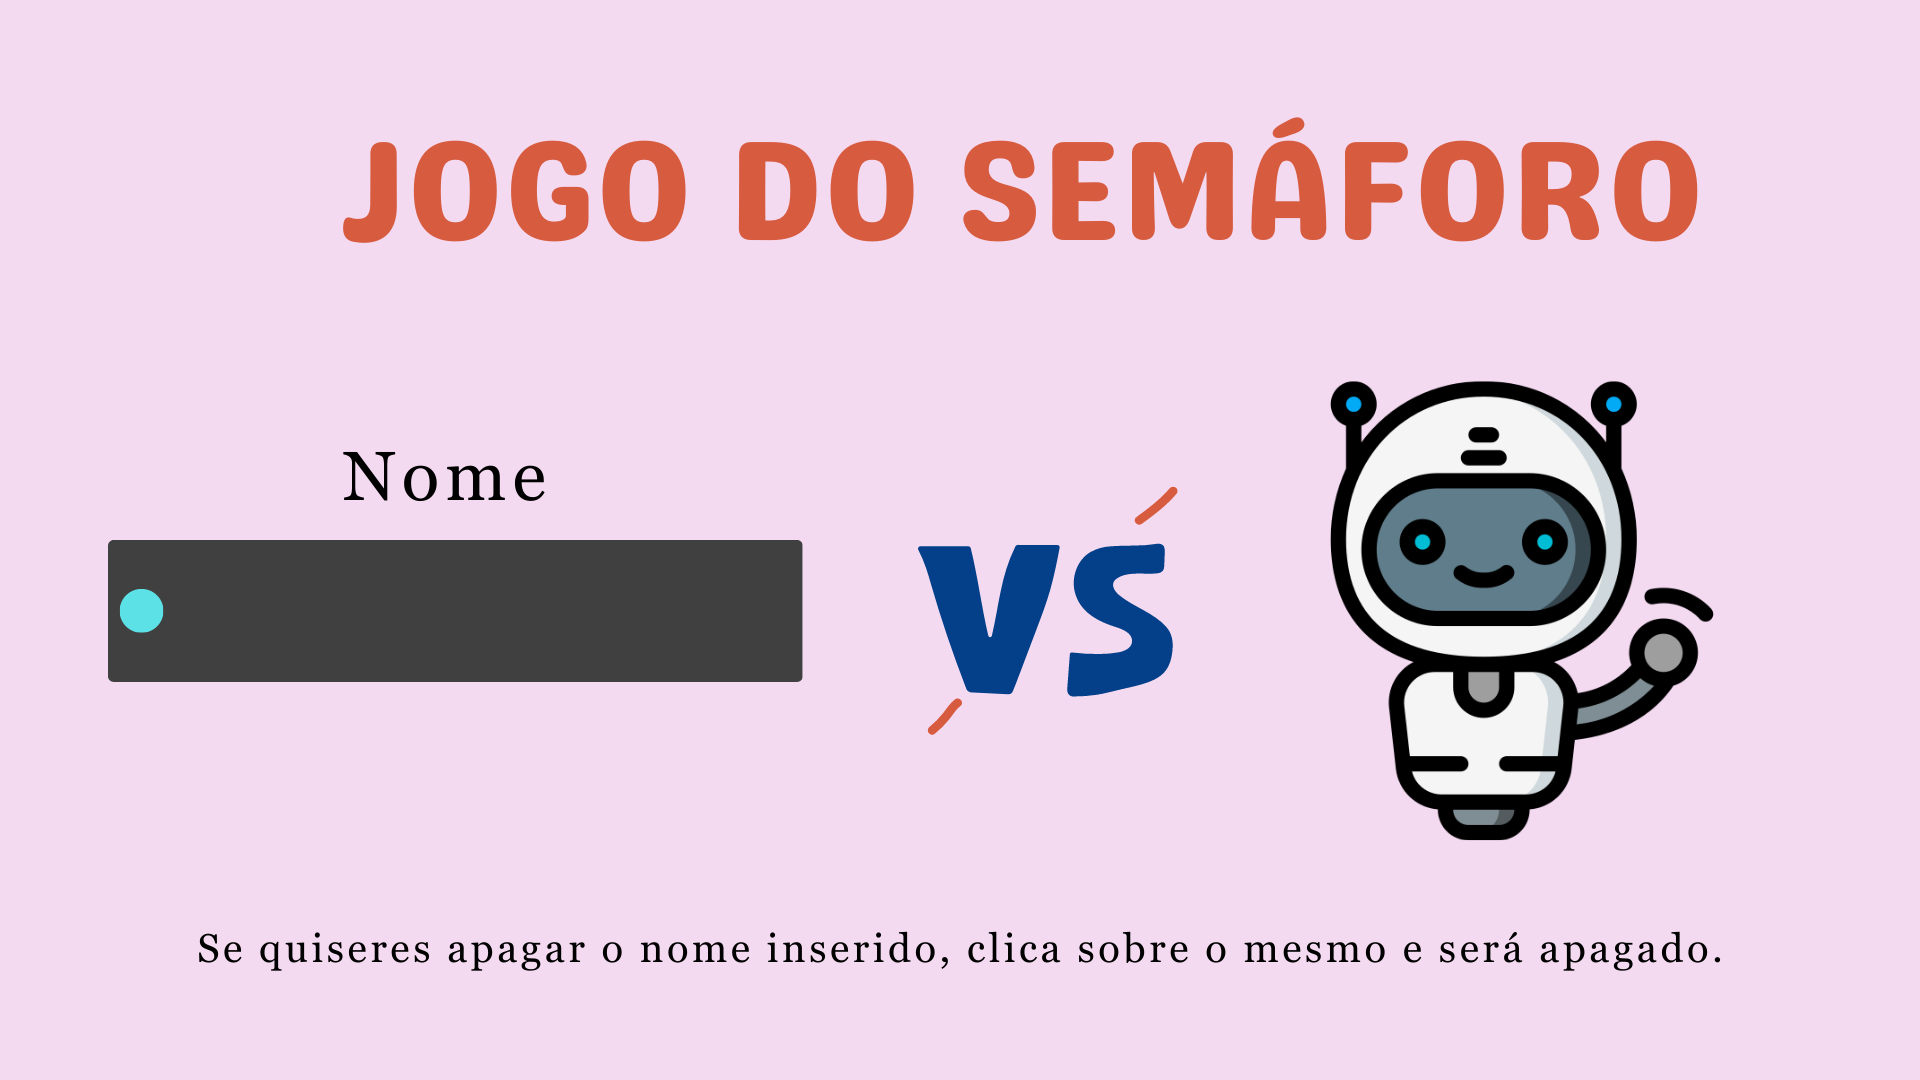 JOGO DO SEMÁFORO
Nome
VS
Se quiseres apagar o nome inserido, clica sobre o mesmo e será apagado.